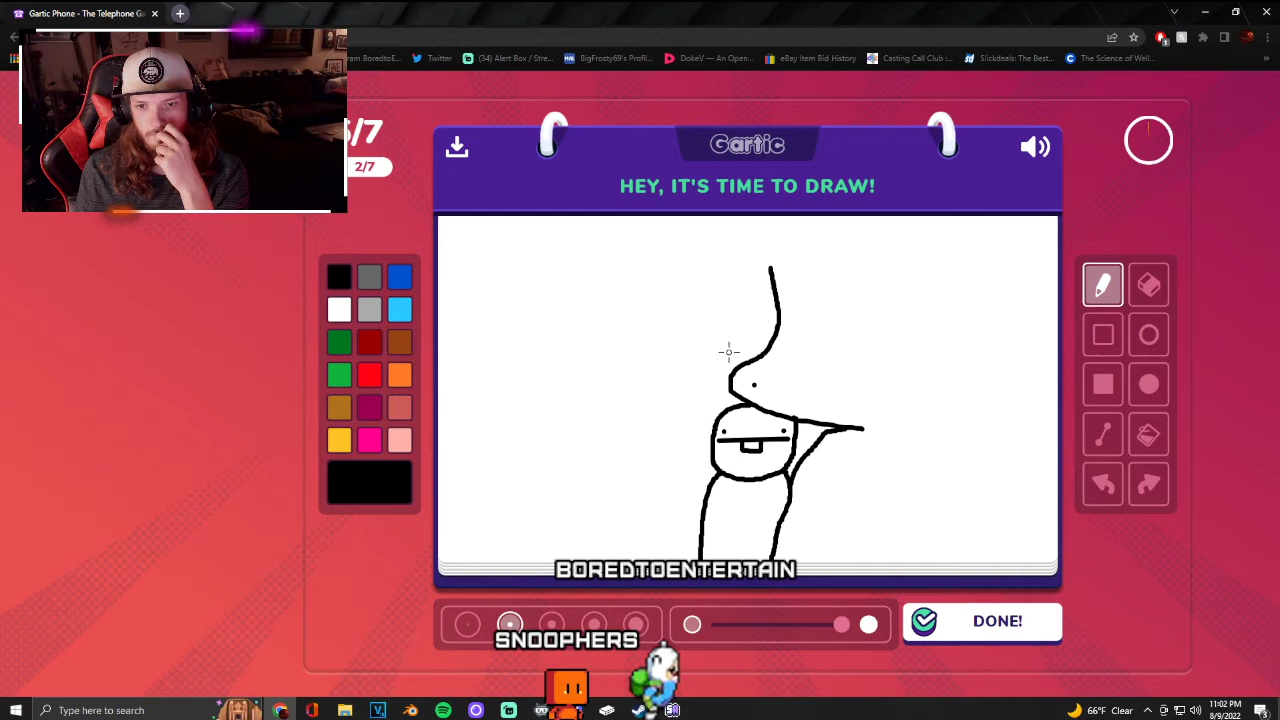 Gartic Phone - The Telephone Ga
ram BoredtoE...
Twitter
(34) Alert Box / Stre...
BigFrosty69's Profil...
DokeV — An Open...
eBay Item Bid History
Casting Call Club :...
Slickdeals: The Best...
The Science of Well...
/7
2/7
Gartic
HEY, IT'S TIME TO DRAW!
BOREDTOENTERTAIN
DONE!
SNOOPHERS
Type here to search
66°F Clear
11:02 PM
8/9/2022